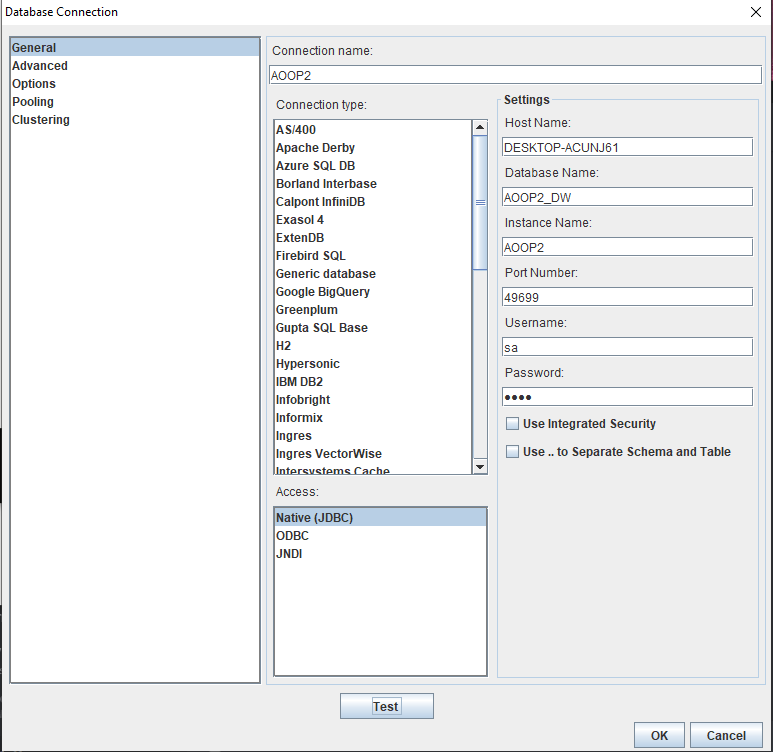 Database Connection
General
Advanced
Options
Pooling
Clustering
Connection name:
AOOP2
Connection type:
AS/400
Apache Derby
Azure SQL DB
Borland Interbase
Calpont InfiniDB
Exasol 4
ExtenDB
Firebird SQL
Generic database
Google BigQuery
Greenplum
Gupta SQL Base
H2
Hypersonic
IBM DB2
Infobright
Informix
Ingres
Ingres VectorWise
Intersystems Cache
Access:
Native (JDBC)
ODBC
JNDI
Settings
Host Name:
DESKTOP-ACUNJ61
Database Name:
AOOP2_DW
Instance Name:
AOOP2
Port Number:
49699
Username:
sa
Password:
●●●●
Use Integrated Security
Use .. to Separate Schema and Table
Test
OK
Cancel